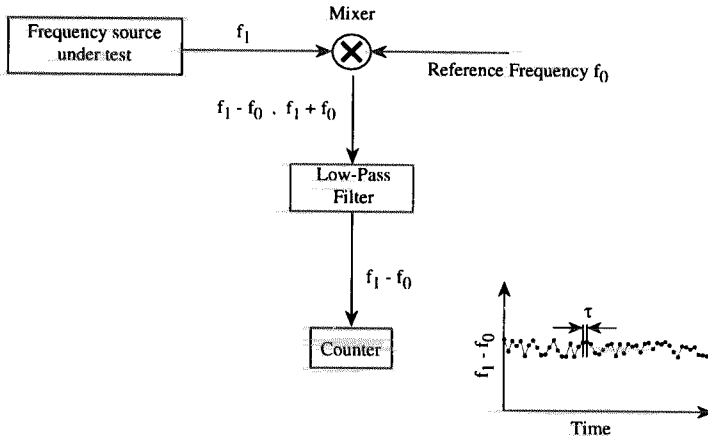 Mixer
Frequency source
under test
f₁
Reference Frequency f₀
f₁ - f₀ . f₁ + f₀
Low-Pass
Filter
f₁ - f₀
Counter
τ
f₁ - f₀
Time